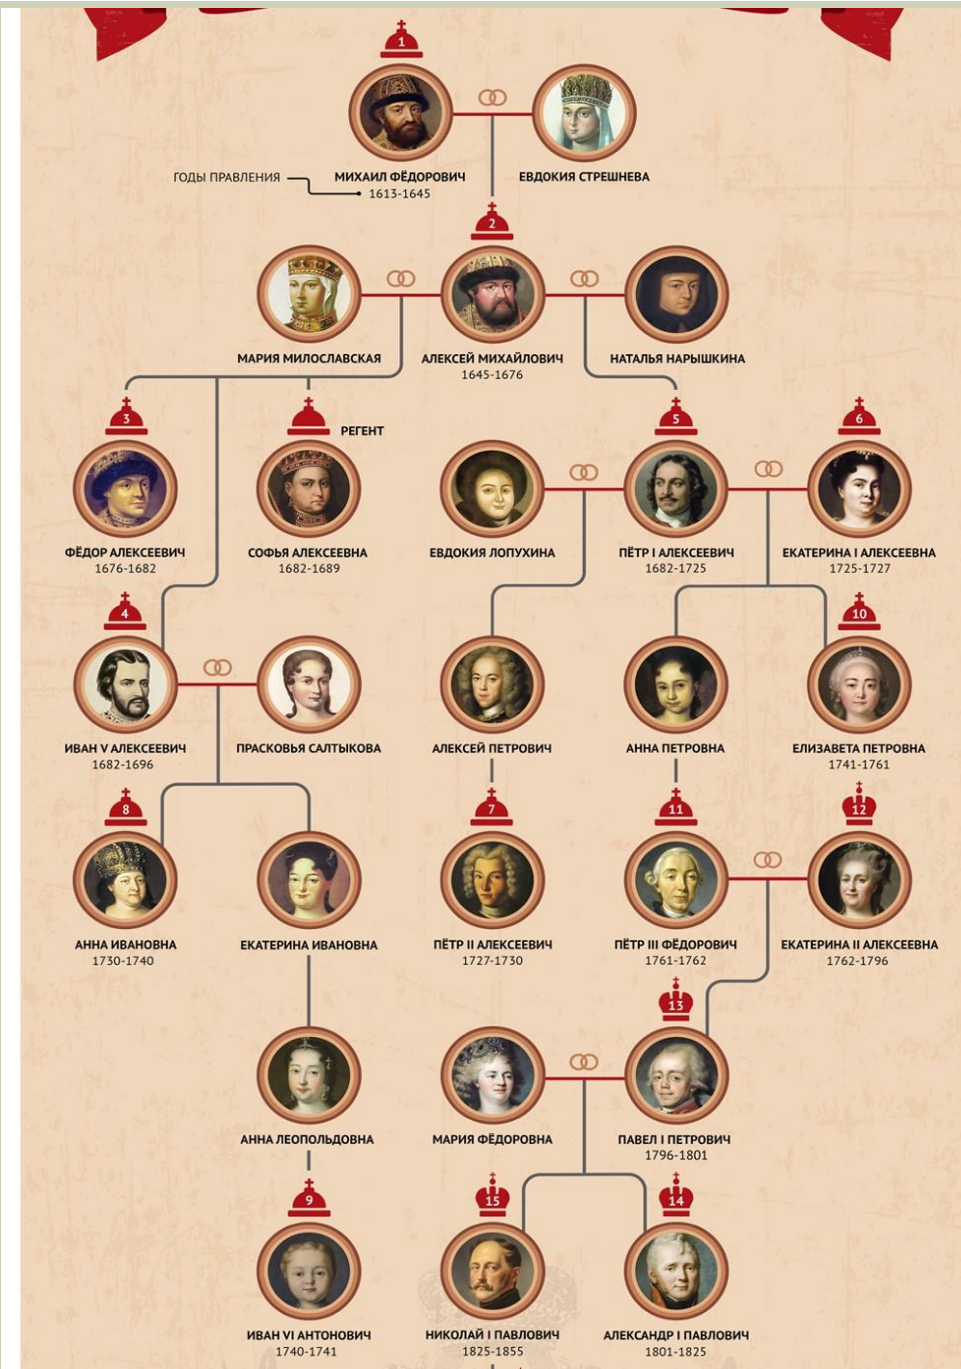 1
ГОДЫ ПРАВЛЕНИЯ
МИХАИЛ ФЁДОРОВИЧ
1613-1645
ЕВДОКИЯ СТРЕШНЕВА
2
МАРИЯ МИЛОСЛАВСКАЯ
АЛЕКСЕЙ МИХАЙЛОВИЧ
1645-1676
НАТАЛЬЯ НАРЫШКИНА
3
РЕГЕНТ
5
6
ФЁДОР АЛЕКСЕЕВИЧ
1676-1682
СОФЬЯ АЛЕКСЕЕВНА
1682-1689
ЕВДОКИЯ ЛОПУХИНА
ПЁТР I АЛЕКСЕЕВИЧ
1682-1725
ЕКАТЕРИНА I АЛЕКСЕЕВНА
1725-1727
4
10
ИВАН V АЛЕКСЕЕВИЧ
1682-1696
ПРАСКОВЬЯ САЛТЫКОВА
АЛЕКСЕЙ ПЕТРОВИЧ
АННА ПЕТРОВНА
ЕЛИЗАВЕТА ПЕТРОВНА
1741-1761
8
7
11
12
АННА ИВАНОВНА
1730-1740
ЕКАТЕРИНА ИВАНОВНА
ПЁТР II АЛЕКСЕЕВИЧ
1727-1730
ПЁТР III ФЁДОРОВИЧ
1761-1762
ЕКАТЕРИНА II АЛЕКСЕЕВНА
1762-1796
13
АННА ЛЕОПОЛЬДОВНА
МАРИЯ ФЁДОРОВНА
ПАВЕЛ I ПЕТРОВИЧ
1796-1801
9
15
14
ИВАН VI АНТОНОВИЧ
1740-1741
НИКОЛАЙ I ПАВЛОВИЧ
1825-1855
АЛЕКСАНДР I ПАВЛОВИЧ
1801-1825